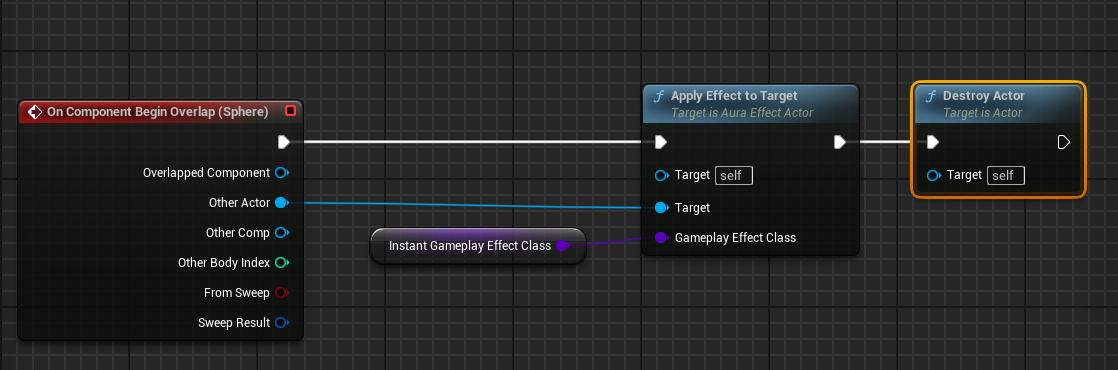 On Component Begin Overlap (Sphere)
Overlapped Component
Other Actor
Other Comp
Other Body Index
From Sweep
Sweep Result
Instant Gameplay Effect Class
f Apply Effect to Target
Target is Aura Effect Actor
Target self
Target
Gameplay Effect Class
f Destroy Actor
Target is Actor
Target self